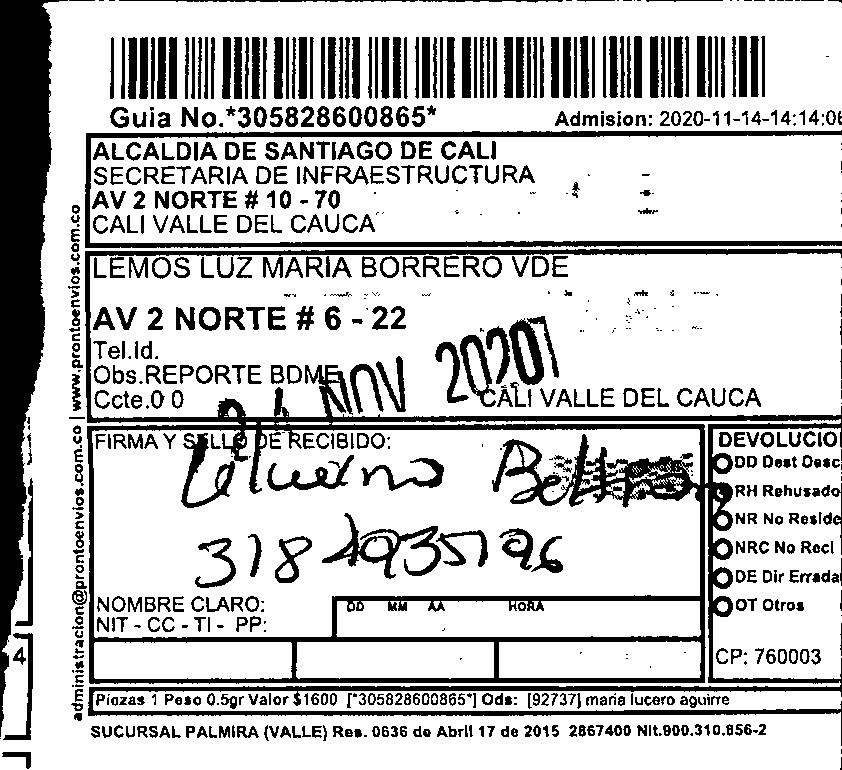 Guia No.*305828600865*
Admision: 2020-11-14-14:14:06
ALCALDIA DE SANTIAGO DE CALI
SECRETARIA DE INFRAESTRUCTURA
AV 2 NORTE # 10 - 70
CALI VALLE DEL CAUCA
LEMOS LUZ MARIA BORRERO VDE
AV 2 NORTE # 6 - 22
Tel.Id.
Obs.REPORTE BDME
Ccte.0 0
CALI VALLE DEL CAUCA
NOV 2020
www.prontoenvios.com.co
administracion@prontoenvios.com.co
FIRMA Y SELLO DE RECIBIDO:
Beltran
318 4935196
NOMBRE CLARO:
NIT - CC - TI - PP:
DD MM AA HORA
DEVOLUCIO
DD Dest Desc
RH Rehusado
NR No Reside
NRC No Recl
DE Dir Errada
OT Otros
CP: 760003
4
Piezas 1 Peso 0.5gr Valor $1600 [*305828600865*] Ods: [92737] maria lucero aguirre
SUCURSAL PALMIRA (VALLE) Res. 0636 de Abril 17 de 2015 2867400 Nit.900.310.856-2